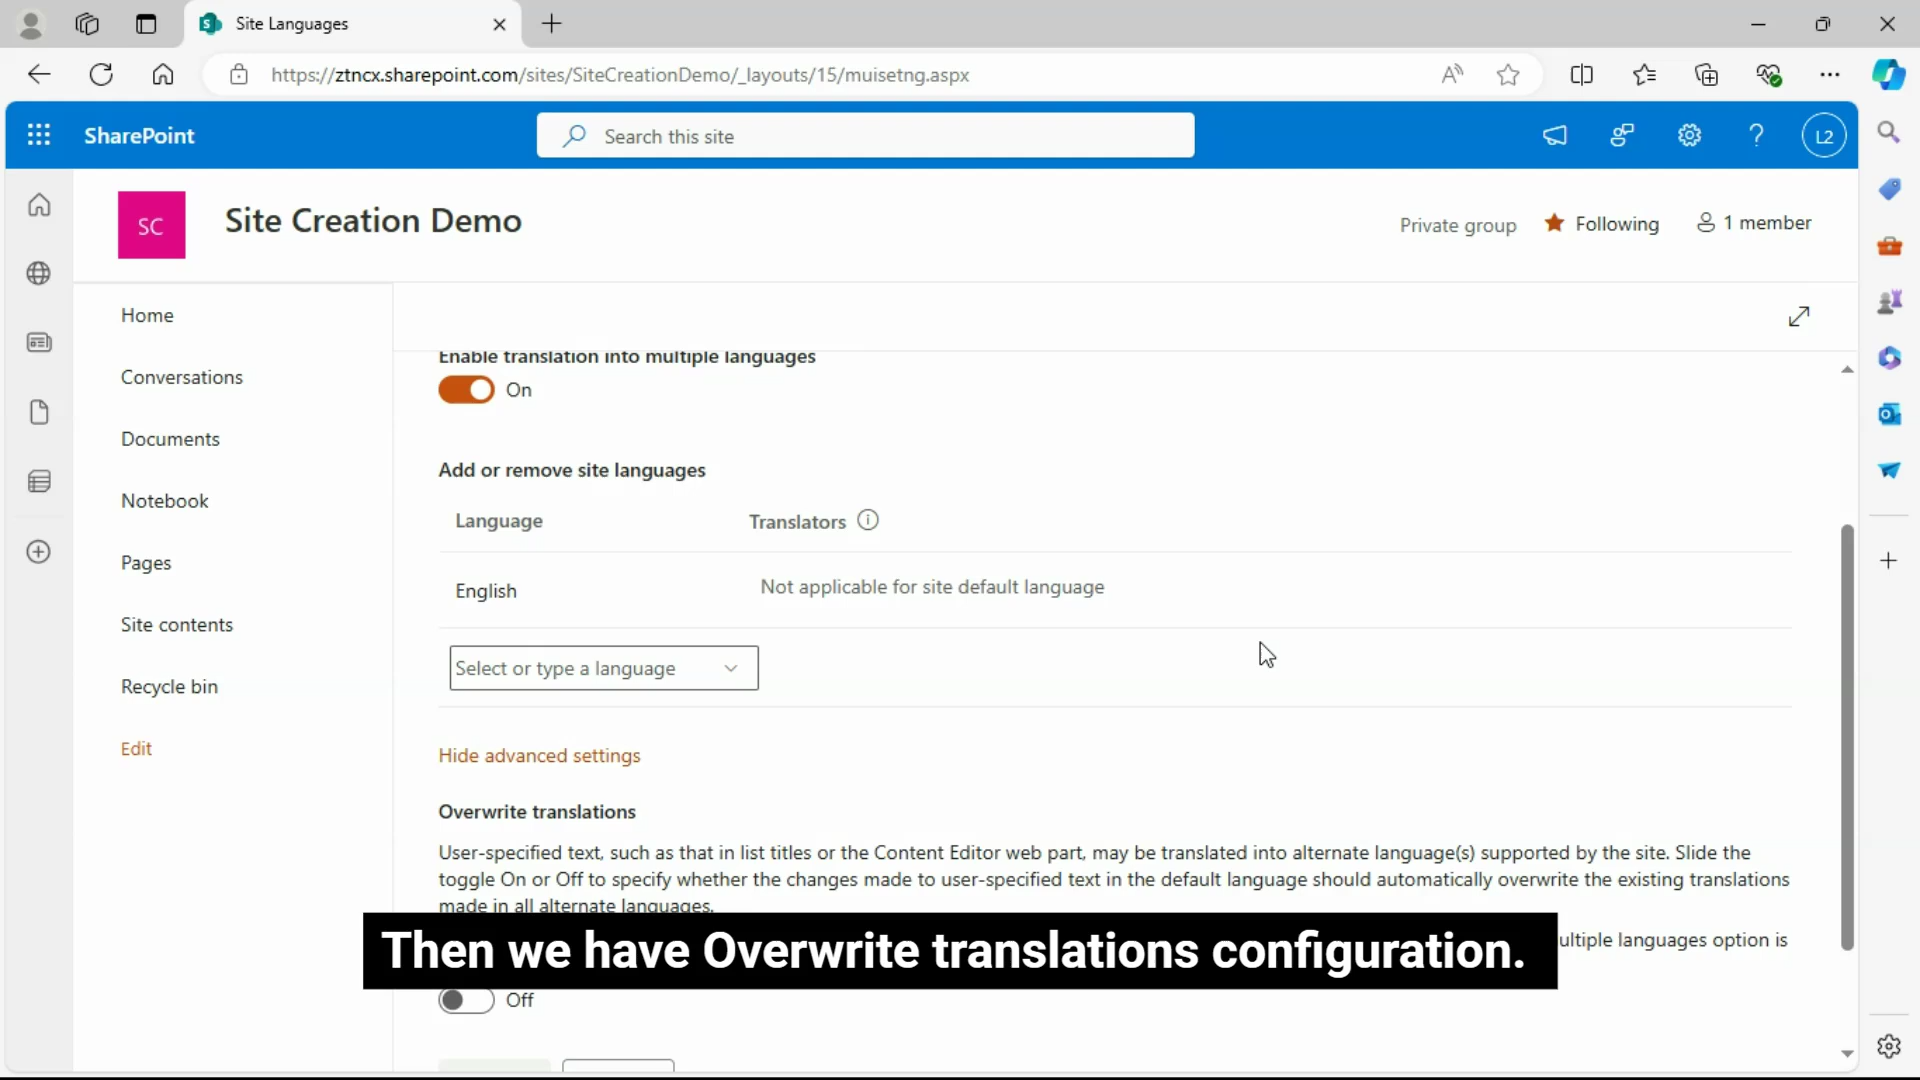 Site Languages
https://ztncx.sharepoint.com/sites/SiteCreationDemo/_layouts/15/muisetng.aspx
SharePoint
Search this site
L2
SC
Site Creation Demo
Private group
Following
1 member
Home
Conversations
Documents
Notebook
Pages
Site contents
Recycle bin
Edit
Enable translation into multiple languages
On
Add or remove site languages
Language
Translators
English
Not applicable for site default language
Select or type a language
Hide advanced settings
Overwrite translations
User-specified text, such as that in list titles or the Content Editor web part, may be translated into alternate language(s) supported by the site. Slide the
toggle On or Off to specify whether the changes made to user-specified text in the default language should automatically overwrite the existing translations
made in all alternate languages.
languages option is
Then we have Overwrite translations configuration.
Off